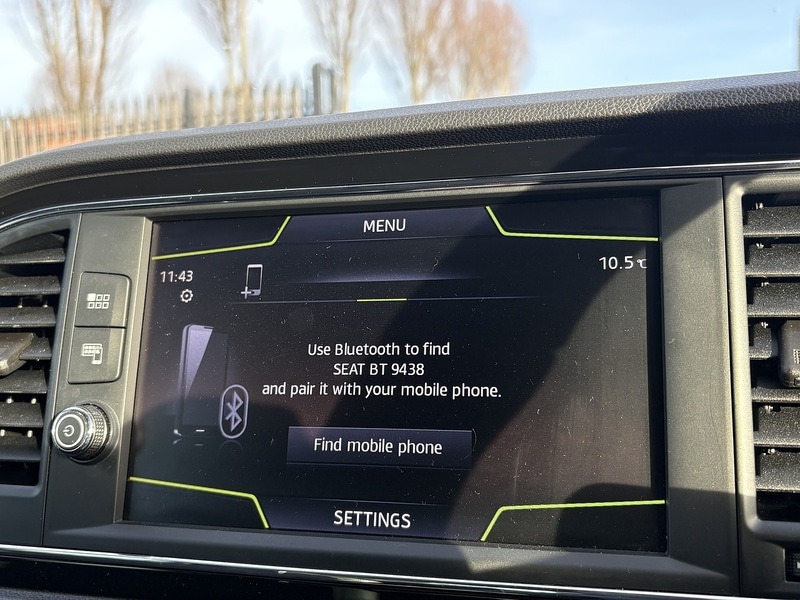 MENU
11:43
10.5°C
Use Bluetooth to find
SEAT BT 9438
and pair it with your mobile phone.
Find mobile phone
SETTINGS